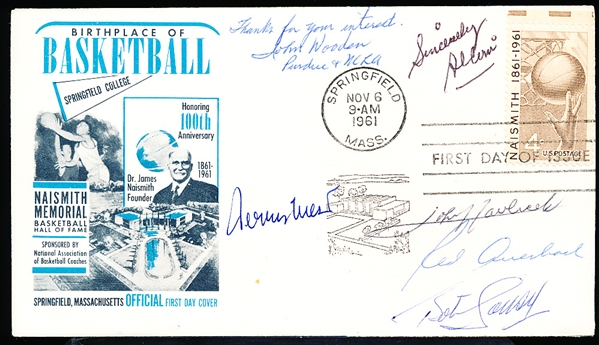 BIRTHPLACE OF
BASKETBALL
SPRINGFIELD COLLEGE
Honoring
100th
Anniversary
1861-
1961
Dr. James
Naismith
Founder
NAISMITH
MEMORIAL
BASKETBALL
HALL OF FAME
SPONSORED BY
National Association
of Basketball Coaches
SPRINGFIELD, MASSACHUSETTS OFFICIAL FIRST DAY COVER
Thanks for your interest.
John Wooden
Purdue & UCLA
Sincerely
SPRINGFIELD
NOV 6
9-AM
1961
MASS.
NAISMITH 1861-1961
4¢
U.S. POSTAGE
FIRST DAY OF ISSUE
John Havlicek
Red Auerbach
Bob Cousy